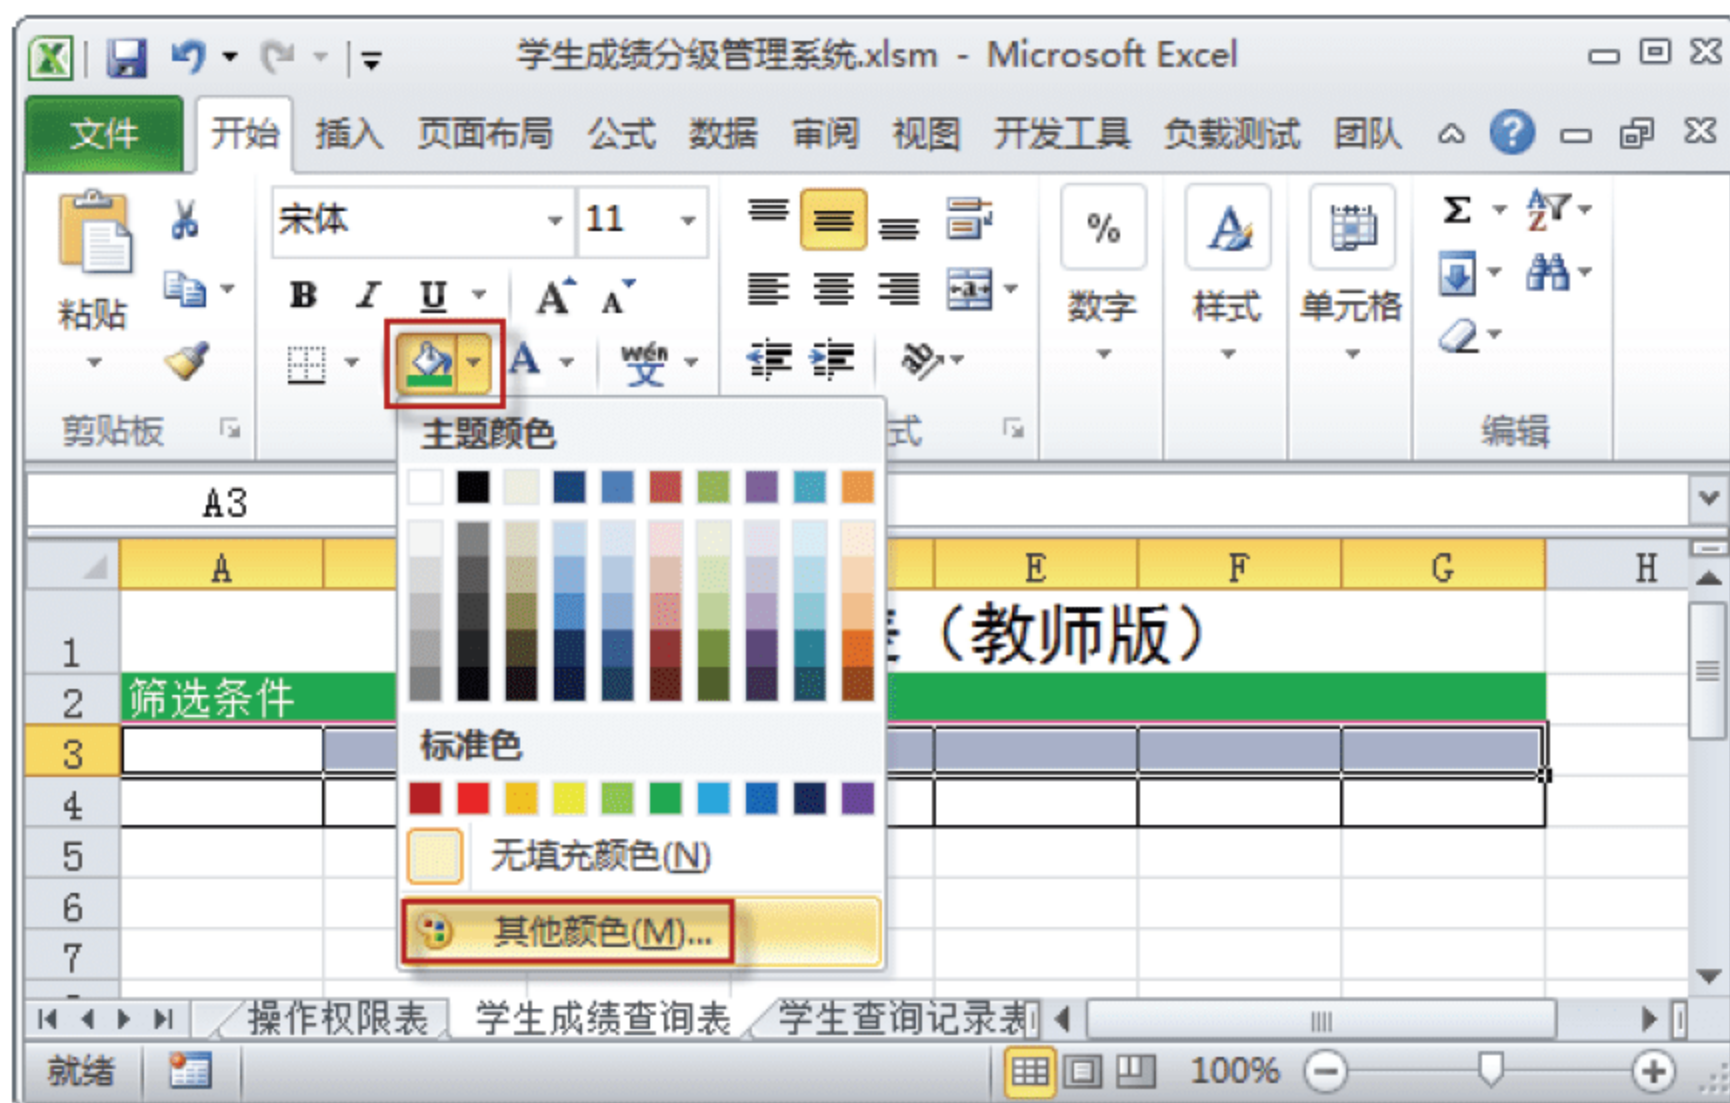 学生成绩分级管理系统.xlsm - Microsoft Excel
文件 开始 插入 页面布局 公式 数据 审阅 视图 开发工具 负载测试 团队
宋体 11
%
粘贴 数字 样式 单元格
B I U A A
A wén 文
剪贴板 式 编辑
主题颜色
A3
A E F G H
1 （教师版）
2 筛选条件
3
标准色
4
5 无填充颜色(N)
6
其他颜色(M)...
7
操作权限表 学生成绩查询表 学生查询记录表
就绪 100%